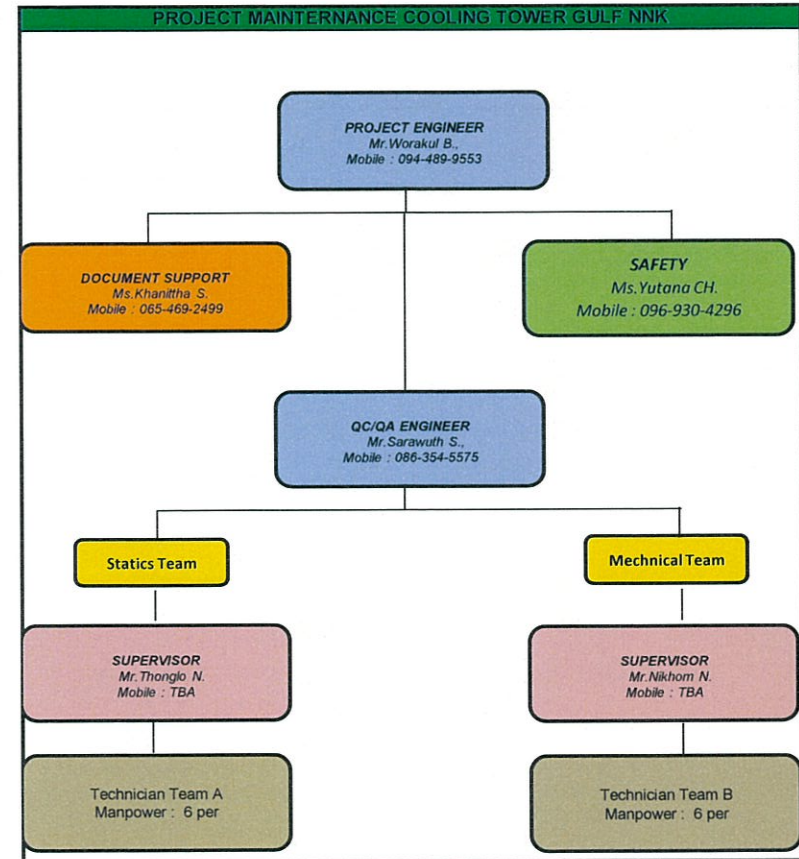 PROJECT MAINTERNANCE COOLING TOWER GULF NNK
PROJECT ENGINEER
Mr.Worakul B.,
Mobile : 094-489-9553
DOCUMENT SUPPORT
Ms.Khanittha S.
Mobile : 065-469-2499
SAFETY
Ms.Yutana CH.
Mobile : 096-930-4296
QC/QA ENGINEER
Mr.Sarawuth S.,
Mobile : 086-354-5575
Statics Team
Mechnical Team
SUPERVISOR
Mr.Thonglo N.
Mobile : TBA
SUPERVISOR
Mr.Nikhom N.
Mobile : TBA
Technician Team A
Manpower : 6 per
Technician Team B
Manpower : 6 per